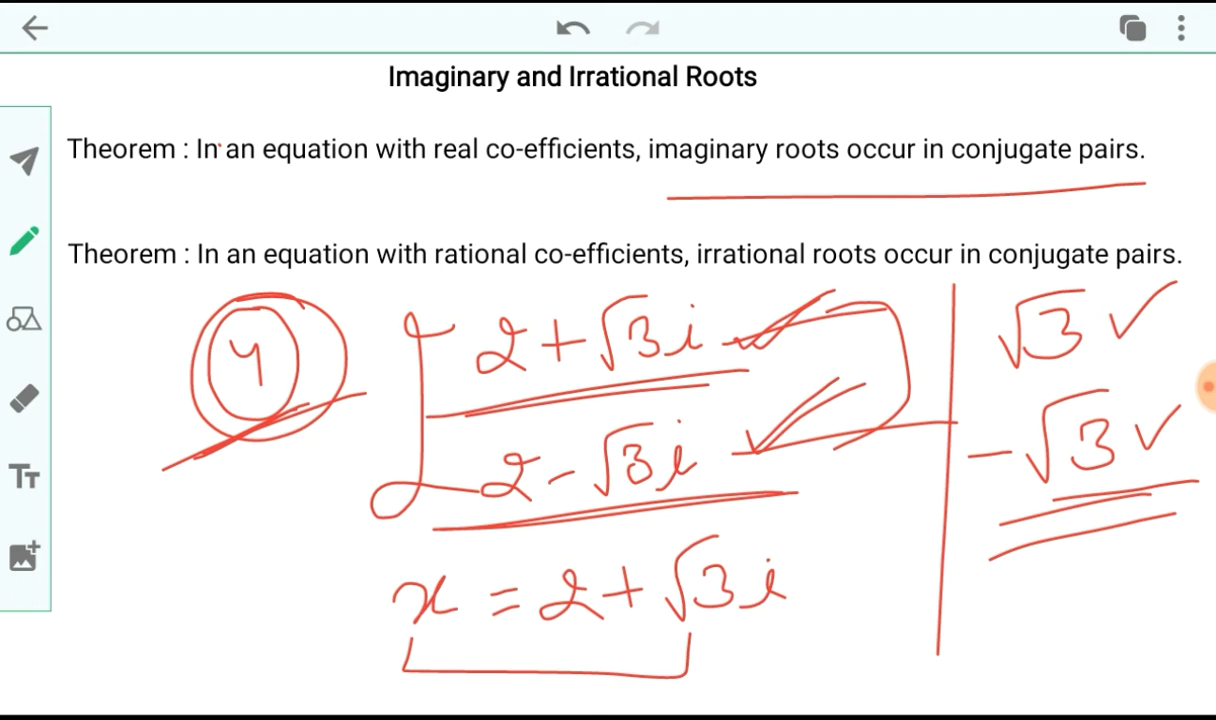 Imaginary and Irrational Roots
Theorem : In an equation with real co-efficients, imaginary roots occur in conjugate pairs.
Theorem : In an equation with rational co-efficients, irrational roots occur in conjugate pairs.
4
2+√3i
2-√3i
x = 2+√3i
√3 ✓
-√3 ✓
Tт